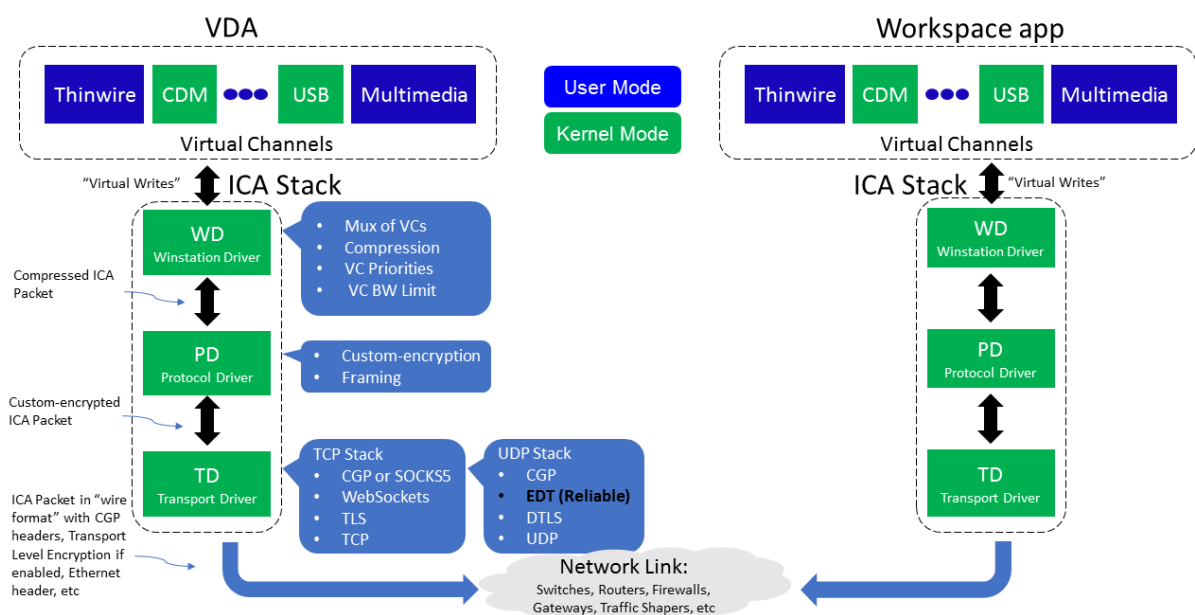 VDA
Thinwire
CDM
USB
Multimedia
Virtual Channels
"Virtual Writes"
ICA Stack
WD
Winstation Driver
• Mux of VCs
• Compression
• VC Priorities
• VC BW Limit
Compressed ICA
Packet
PD
Protocol Driver
• Custom-encryption
• Framing
Custom-encrypted
ICA Packet
TD
Transport Driver
TCP Stack
• CGP or SOCKS5
• WebSockets
• TLS
• TCP
UDP Stack
• CGP
• EDT (Reliable)
• DTLS
• UDP
ICA Packet in "wire
format" with CGP
headers, Transport
Level Encryption if
enabled, Ethernet
header, etc
User Mode
Kernel Mode
Workspace app
Thinwire
CDM
USB
Multimedia
Virtual Channels
ICA Stack
"Virtual Writes"
WD
Winstation Driver
PD
Protocol Driver
TD
Transport Driver
Network Link:
Switches, Routers, Firewalls,
Gateways, Traffic Shapers, etc